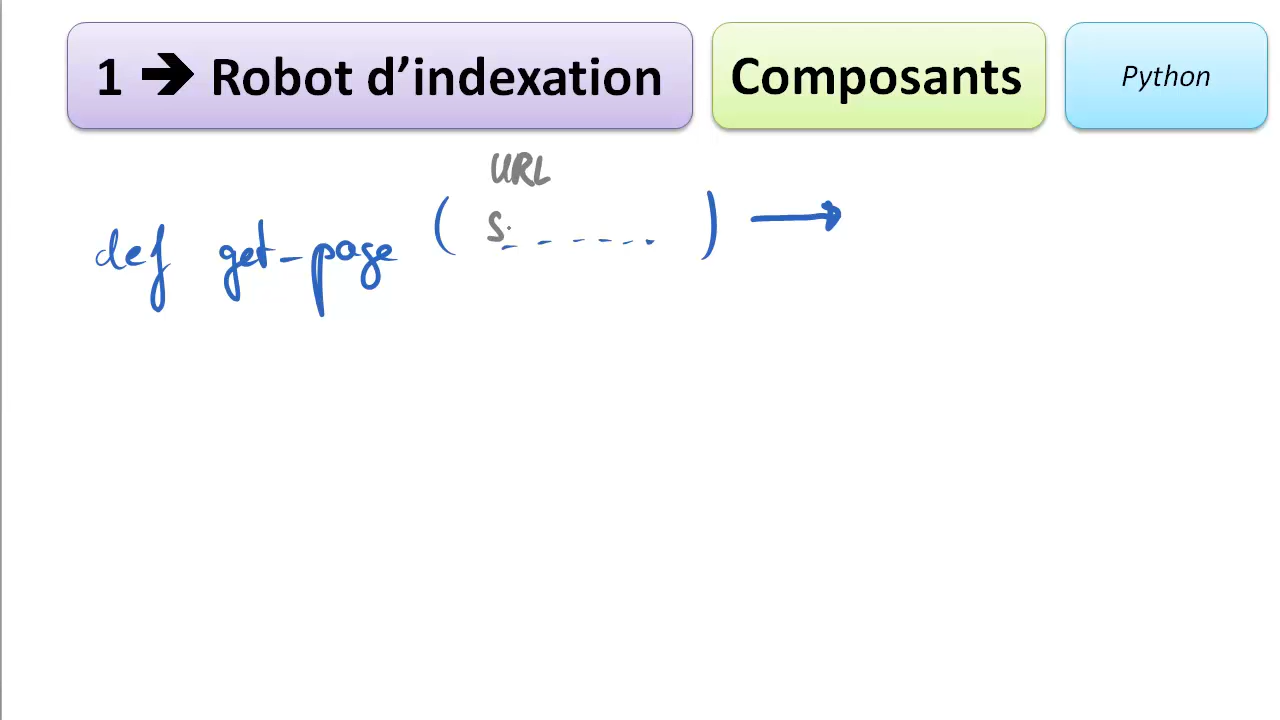 1 → Robot d’indexation Composants Python
URL
def get-page ( s ) →